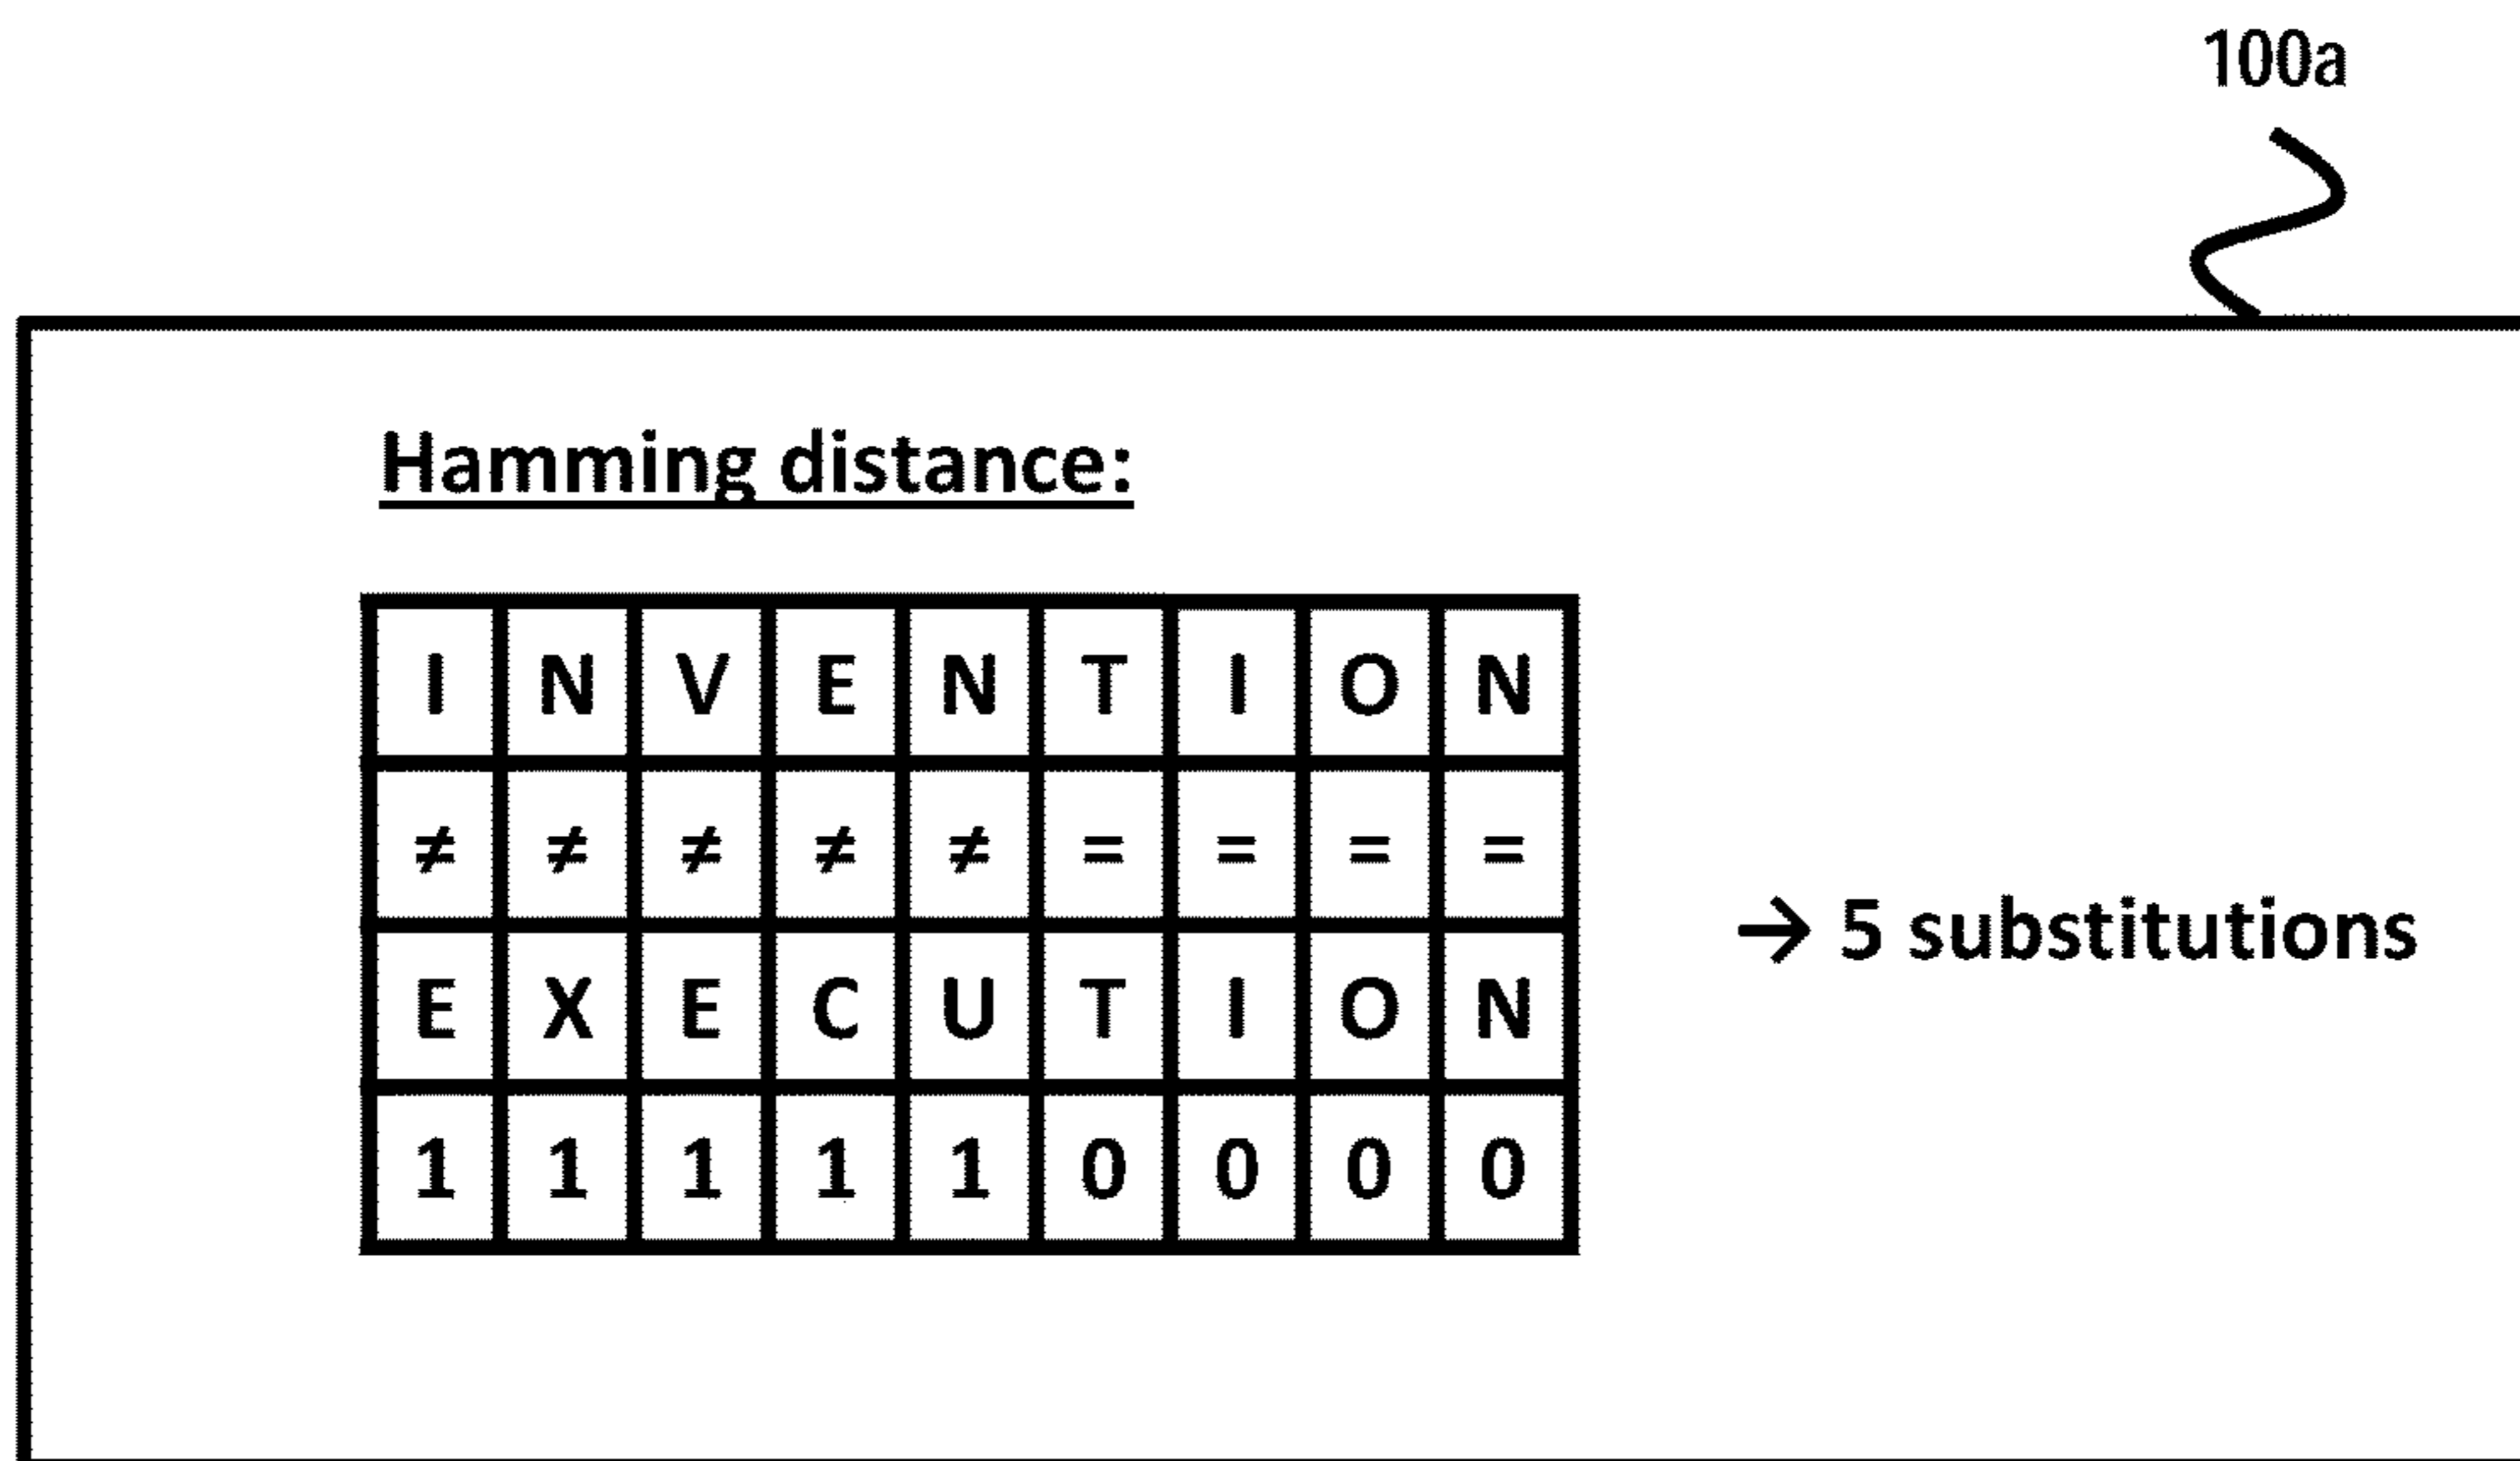 100a
Hamming distance:
I N V E N T I O N
≠ ≠ ≠ ≠ ≠ = = = =
E X E C U T I O N
1 1 1 1 1 0 0 0 0
→ 5 substitutions